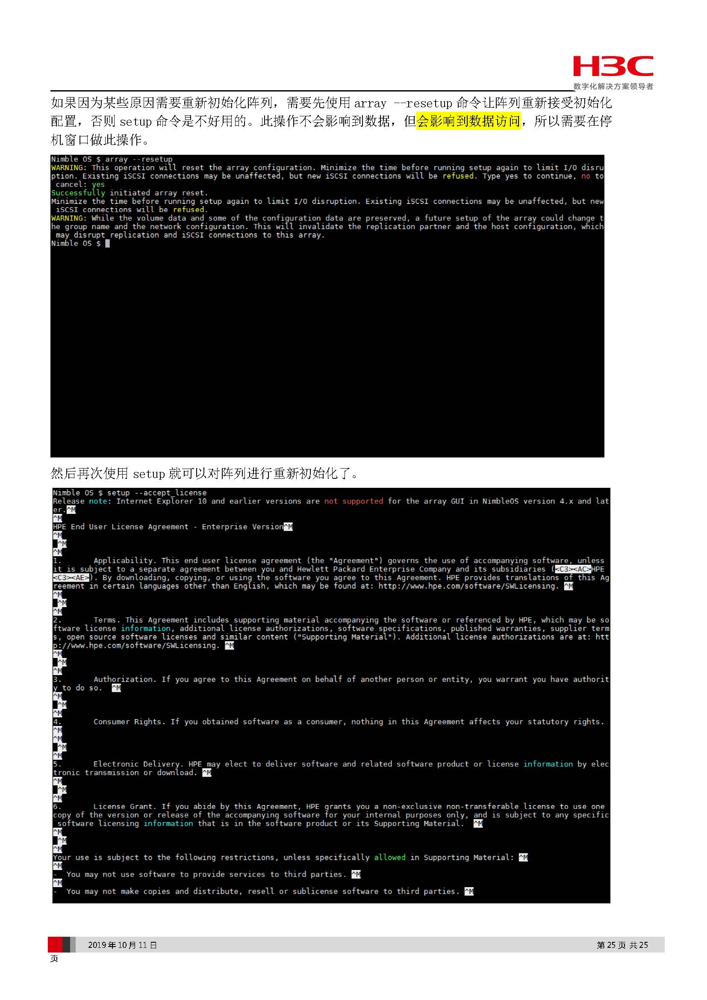 H3C
数字化解决方案领导者
如果因为某些原因需要重新初始化阵列，需要先使用 array --resetup 命令让阵列重新接受初始化
配置，否则 setup 命令是不好用的。此操作不会影响到数据，但会影响到数据访问，所以需要在停
机窗口做此操作。
Nimble OS $ array --resetup
WARNING: This operation will reset the array configuration. Minimize the time before running setup again to limit I/O disru
ption. Existing iSCSI connections may be unaffected, but new iSCSI connections will be refused. Type yes to continue, no to
 cancel: yes
Successfully initiated array reset.
Minimize the time before running setup again to limit I/O disruption. Existing iSCSI connections may be unaffected, but new
 iSCSI connections will be refused.
WARNING: While the volume data and some of the configuration data are preserved, a future setup of the array could change t
he group name and the network configuration. This will invalidate the replication partner and the host configuration, which
 may disrupt replication and iSCSI connections to this array.
Nimble OS $
然后再次使用 setup 就可以对阵列进行重新初始化了。
Nimble OS $ setup --accept_license
Release note: Internet Explorer 10 and earlier versions are not supported for the array GUI in NimbleOS version 4.x and lat
er.^M
^M
HPE End User License Agreement - Enterprise Version^M
^M
 ^M
^M
1.       Applicability. This end user license agreement (the "Agreement") governs the use of accompanying software, unless
it is subject to a separate agreement between you and Hewlett Packard Enterprise Company and its subsidiaries (<C3><AC>HPE
<C3><AE>). By downloading, copying, or using the software you agree to this Agreement. HPE provides translations of this Ag
reement in certain languages other than English, which may be found at: http://www.hpe.com/software/SWLicensing. ^M
^M
 ^M
^M
2.       Terms. This Agreement includes supporting material accompanying the software or referenced by HPE, which may be so
ftware license information, additional license authorizations, software specifications, published warranties, supplier term
s, open source software licenses and similar content ("Supporting Material"). Additional license authorizations are at: htt
p://www.hpe.com/software/SWLicensing. ^M
^M
 ^M
^M
3.       Authorization. If you agree to this Agreement on behalf of another person or entity, you warrant you have authorit
y to do so.  ^M
^M
 ^M
^M
4.       Consumer Rights. If you obtained software as a consumer, nothing in this Agreement affects your statutory rights.
^M
^M
 ^M
^M
5.       Electronic Delivery. HPE may elect to deliver software and related software product or license information by elec
tronic transmission or download. ^M
^M
 ^M
^M
6.       License Grant. If you abide by this Agreement, HPE grants you a non-exclusive non-transferable license to use one
copy of the version or release of the accompanying software for your internal purposes only, and is subject to any specific
 software licensing information that is in the software product or its Supporting Material.  ^M
^M
 ^M
^M
Your use is subject to the following restrictions, unless specifically allowed in Supporting Material: ^M
^M
-  You may not use software to provide services to third parties. ^M
^M
-  You may not make copies and distribute, resell or sublicense software to third parties. ^M
2019年10月11日 第25页 共25
页